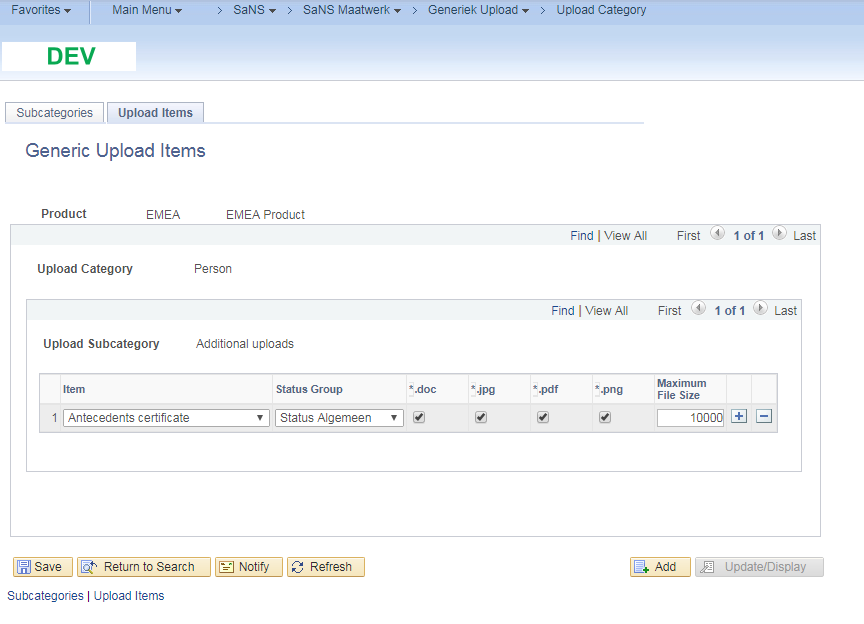 Favorites Main Menu > SaNS > SaNS Maatwerk > Generiek Upload > Upload Category
DEV
Subcategories Upload Items
Generic Upload Items
Product EMEA EMEA Product
Find | View All First 1 of 1 Last
Upload Category Person
Find | View All First 1 of 1 Last
Upload Subcategory Additional uploads
Item Status Group *.doc *.jpg *.pdf *.png Maximum
File Size
1 Antecedents certificate Status Algemeen 10000
Save Return to Search Notify Refresh Add Update/Display
Subcategories | Upload Items